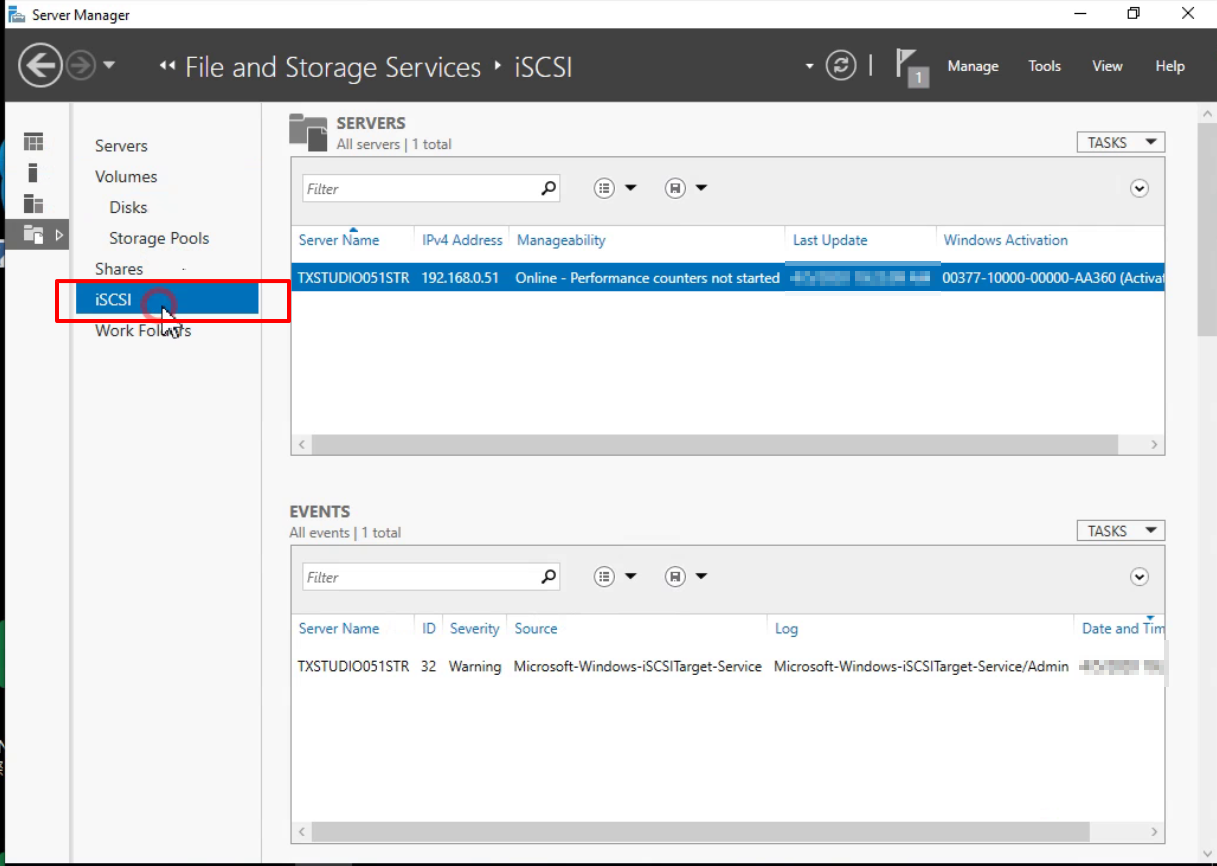 Server Manager
File and Storage Services iSCSI
1 Manage Tools View Help
Servers
Volumes
Disks
Storage Pools
Shares
iSCSI
Work Folders
SERVERS
All servers | 1 total
TASKS
Filter
Server Name IPv4 Address Manageability Last Update Windows Activation
TXSTUDIO051STR 192.168.0.51 Online - Performance counters not started 00377-10000-00000-AA360 (Activat
EVENTS
All events | 1 total
TASKS
Filter
Server Name ID Severity Source Log Date and Tim
TXSTUDIO051STR 32 Warning Microsoft-Windows-iSCSITarget-Service Microsoft-Windows-iSCSITarget-Service/Admin